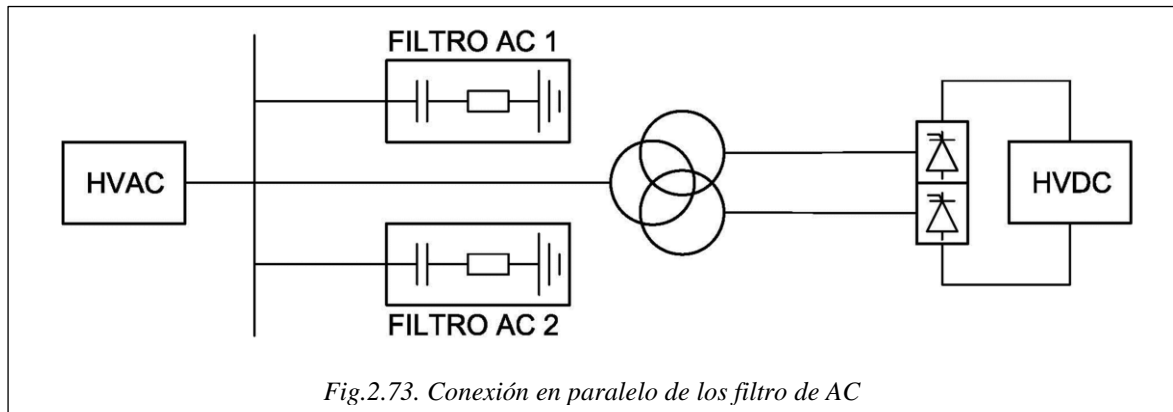 FILTRO AC 1
HVAC
HVDC
FILTRO AC 2
Fig.2.73. Conexión en paralelo de los filtro de AC